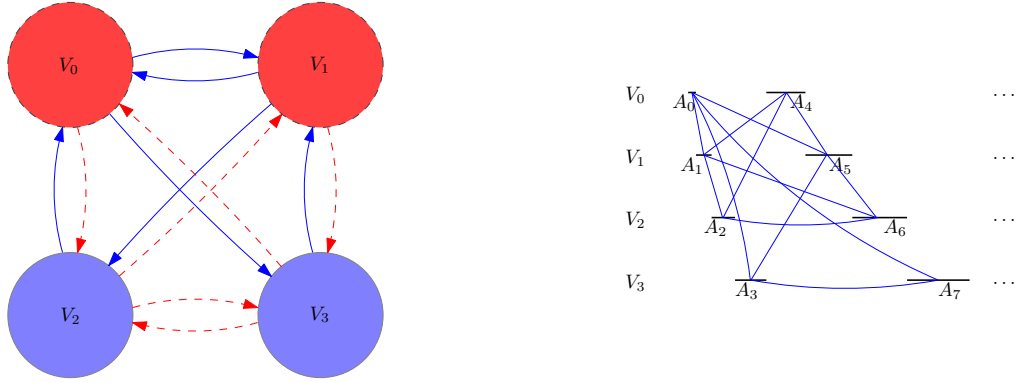 V₀ V₁
V₂ V₃
V₀ A₀ A₄ ...
V₁ A₁ A₅ ...
V₂ A₂ A₆ ...
V₃ A₃ A₇ ...